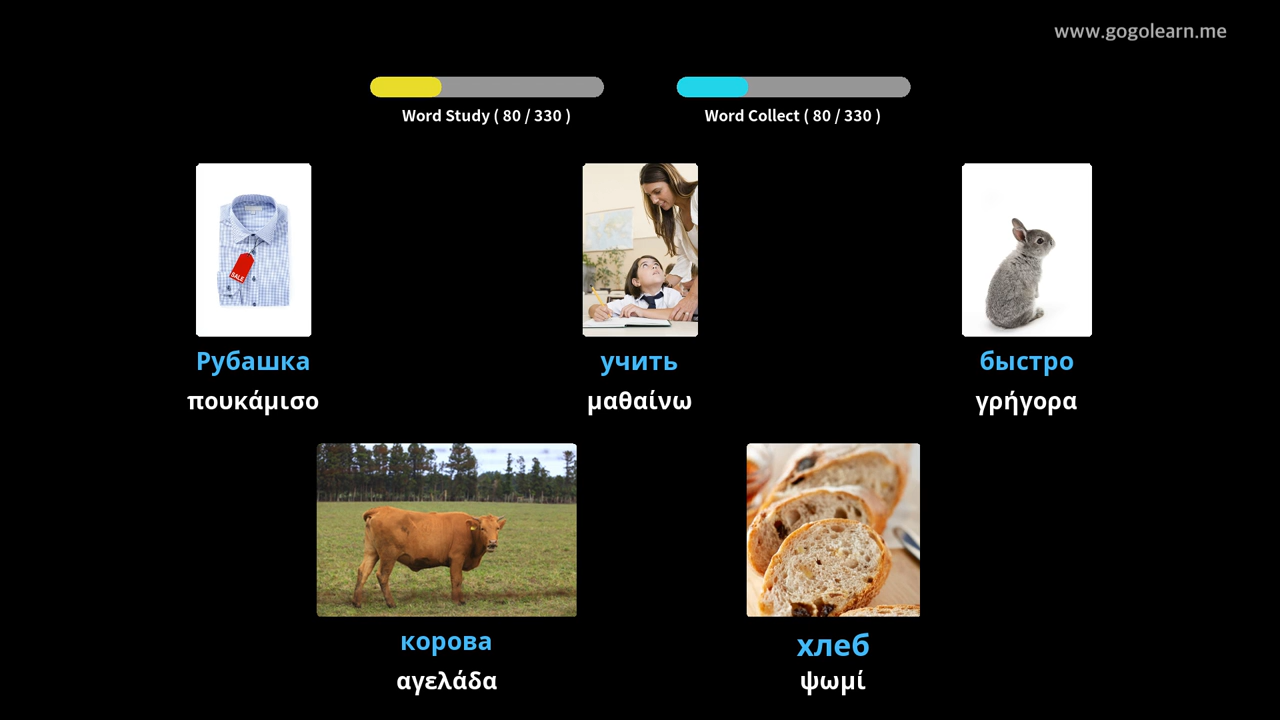 www.gogolearn.me
Word Study ( 80 / 330 )
Word Collect ( 80 / 330 )
SALE
Рубашка
πουκάμισο
учить
μαθαίνω
быстро
γρήγορα
корова
αγελάδα
хлеб
ψωμί